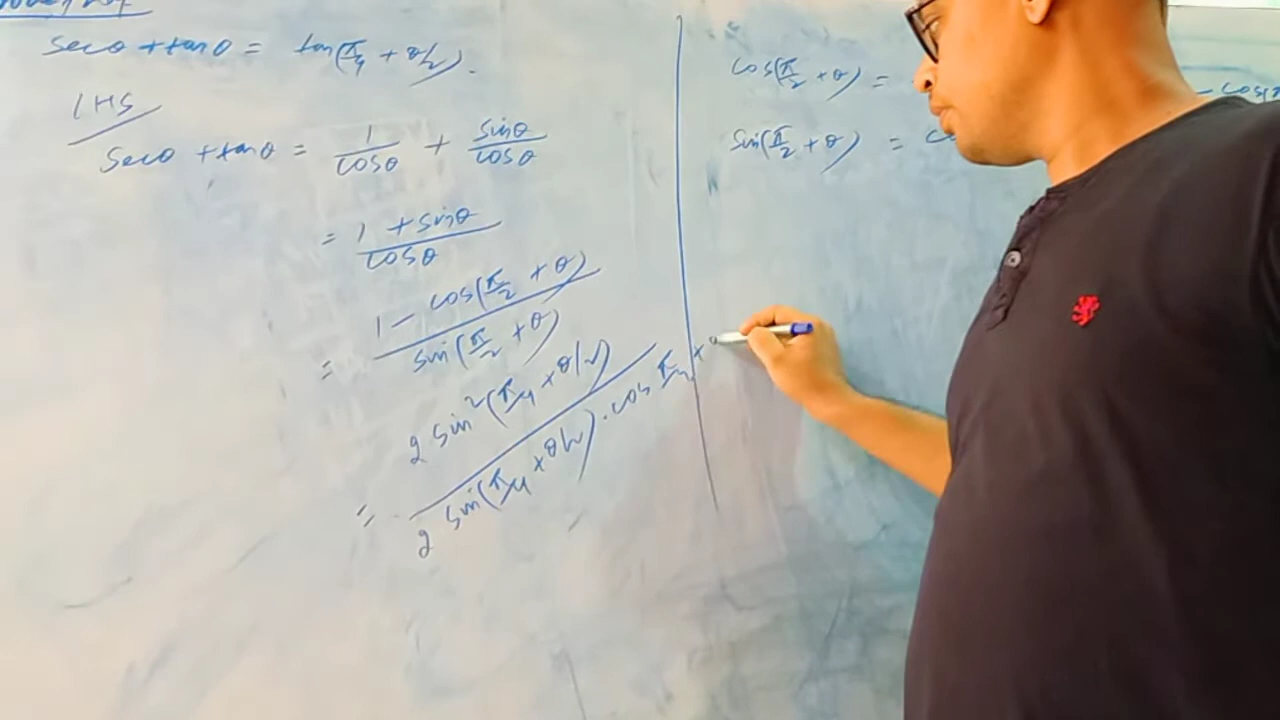 secθ + tanθ = tan(π/4 + θ/2).
LHS
secθ + tanθ = 1/cosθ + sinθ/cosθ
= (1 + sinθ)/cosθ
= (1 - cos(π/2 + θ))/sin(π/2 + θ)
= 2 sin²(π/4 + θ/2)/2 sin(π/4 + θ/2) . cos π/4 +
cos(π/2 + θ) =
sin(π/2 + θ) =